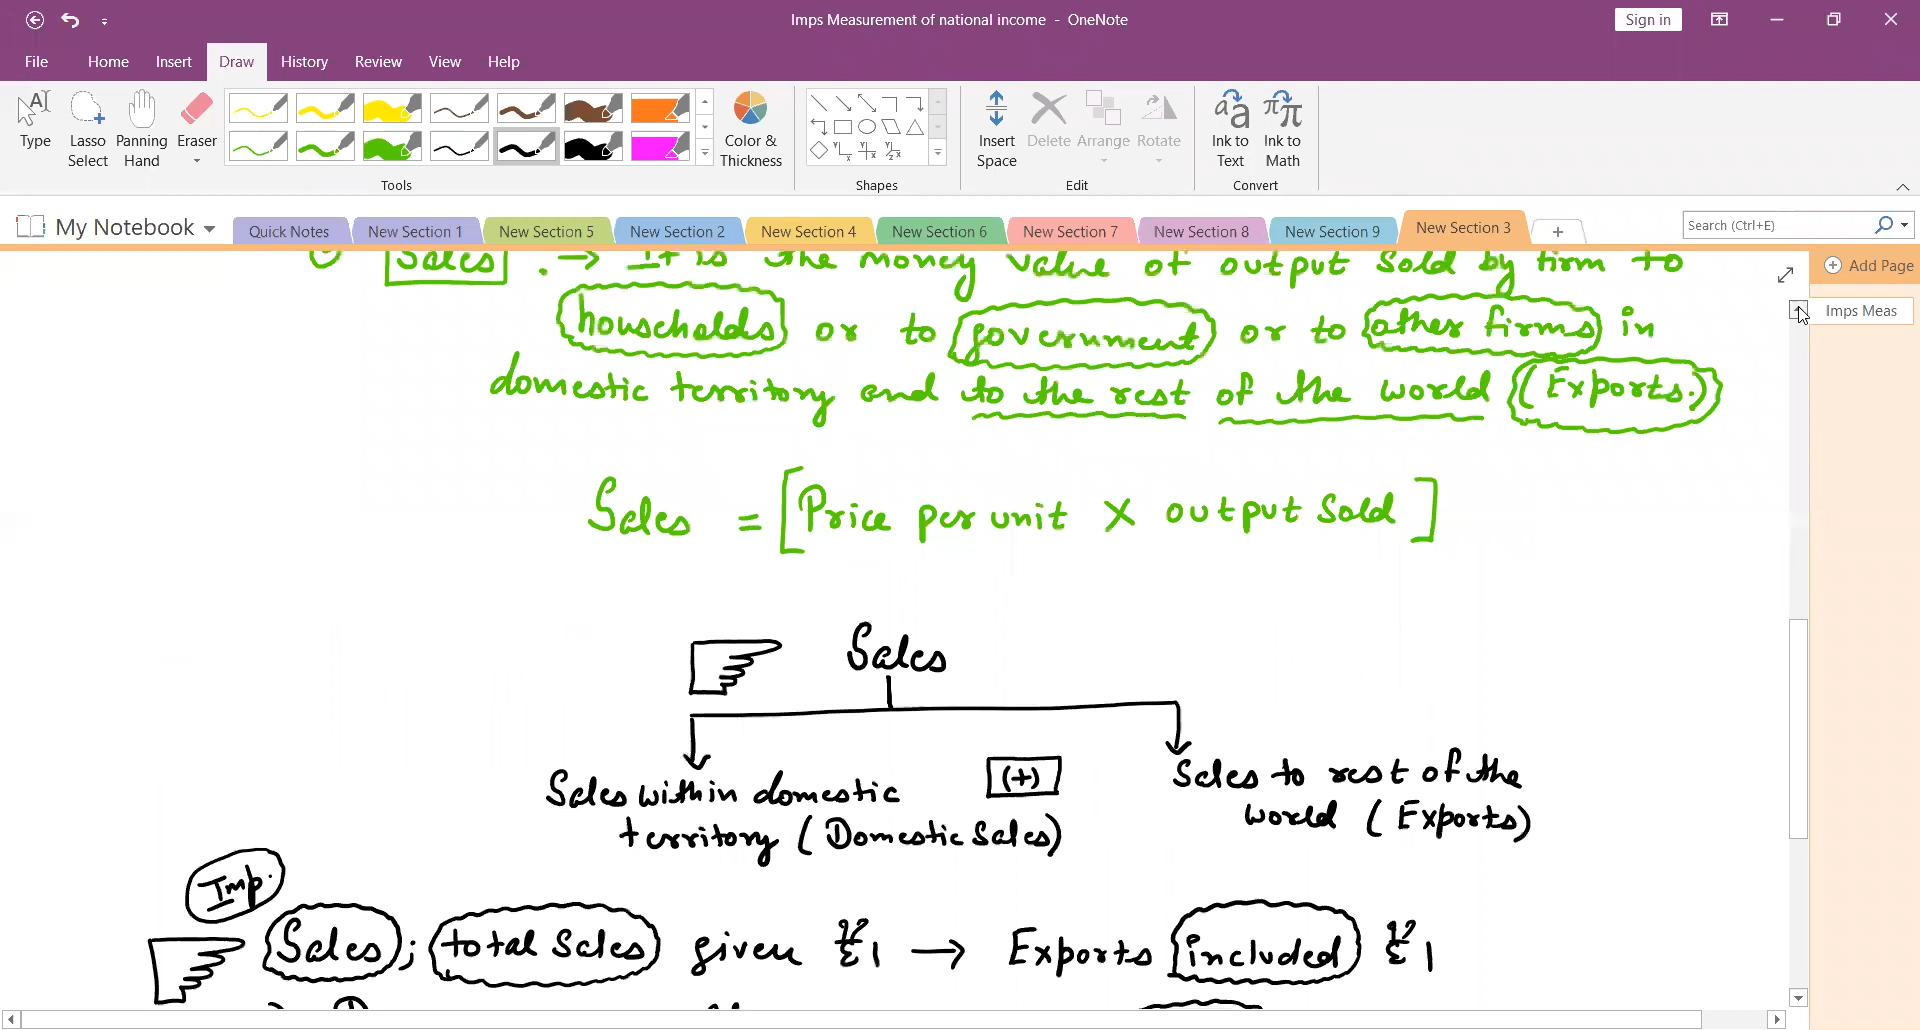 Imps Measurement of national income - OneNote
Sign in
File Home Insert Draw History Review View Help
Type
Lasso Select
Panning Hand
Eraser
Color & Thickness
Insert Space
Delete
Arrange
Rotate
Ink to Text
Ink to Math
Tools
Shapes
Edit
Convert
My Notebook
Quick Notes
New Section 1
New Section 5
New Section 2
New Section 4
New Section 6
New Section 7
New Section 8
New Section 9
New Section 3
Search (Ctrl+E)
Add Page
Imps Meas
Sales . → It is the money value of output sold by firm to
households or to government or to other firms in
domestic territory and to the rest of the world (Exports.)
Sales = [Price per unit X output sold]
Sales
Sales within domestic
territory (Domestic Sales)
(+)
Sales to rest of the
world (Exports)
Imp.
Sales; total sales given है। → Exports included है।